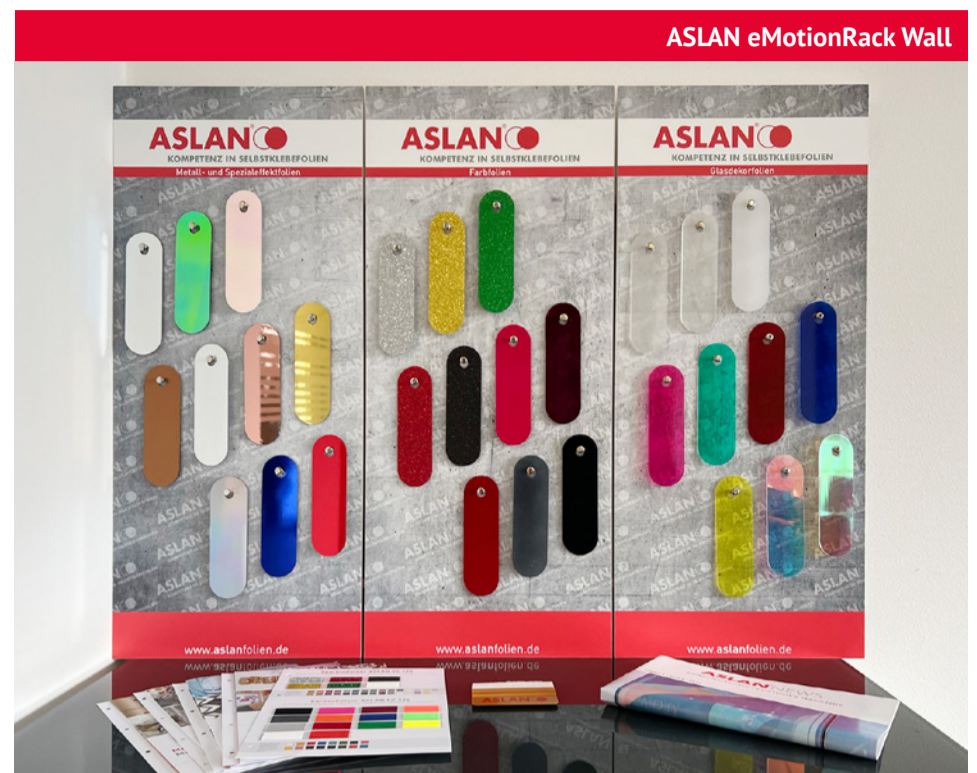 ASLAN eMotionRack Wall
ASLAN®
KOMPETENZ IN SELBSTKLEBEFOLIEN
Metall- und Spezialeffektfolien
www.aslanfolien.de
ASLAN®
KOMPETENZ IN SELBSTKLEBEFOLIEN
Farbfolien
www.aslanfolien.de
ASLAN®
KOMPETENZ IN SELBSTKLEBEFOLIEN
Glasdekorfolien
www.aslanfolien.de
ASLAN
ASLANNEWS